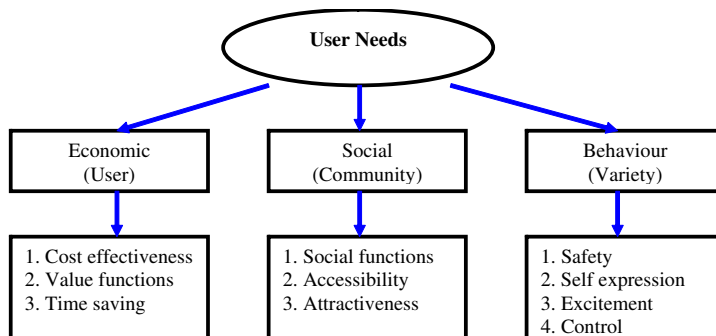 User Needs
Economic
(User)
Social
(Community)
Behaviour
(Variety)
1. Cost effectiveness
2. Value functions
3. Time saving
1. Social functions
2. Accessibility
3. Attractiveness
1. Safety
2. Self expression
3. Excitement
4. Control